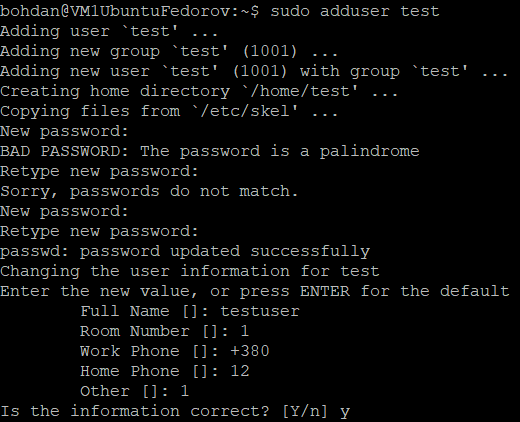 bohdan@VM1UbuntuFedorov:~$ sudo adduser test
Adding user `test' ...
Adding new group `test' (1001) ...
Adding new user `test' (1001) with group `test' ...
Creating home directory `/home/test' ...
Copying files from `/etc/skel' ...
New password:
BAD PASSWORD: The password is a palindrome
Retype new password:
Sorry, passwords do not match.
New password:
Retype new password:
passwd: password updated successfully
Changing the user information for test
Enter the new value, or press ENTER for the default
        Full Name []: testuser
        Room Number []: 1
        Work Phone []: +380
        Home Phone []: 12
        Other []: 1
Is the information correct? [Y/n] y